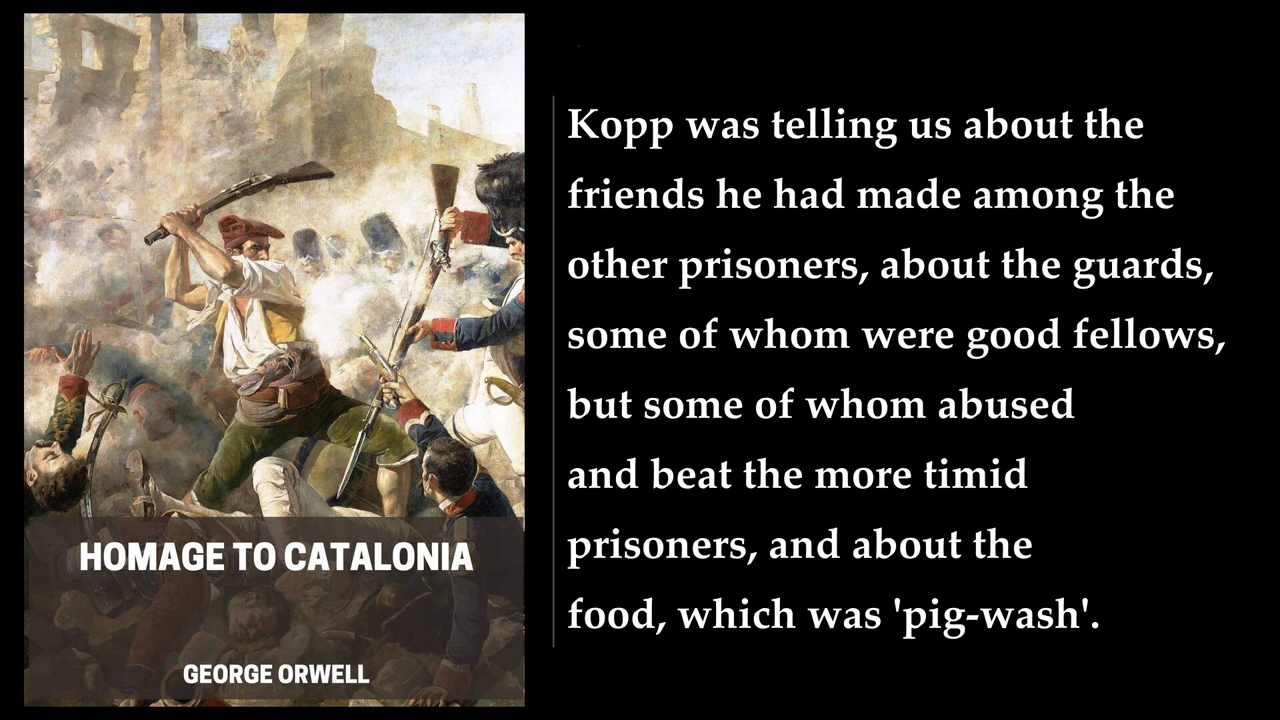 HOMAGE TO CATALONIA
GEORGE ORWELL
Kopp was telling us about the
friends he had made among the
other prisoners, about the guards,
some of whom were good fellows,
but some of whom abused
and beat the more timid
prisoners, and about the
food, which was 'pig-wash'.